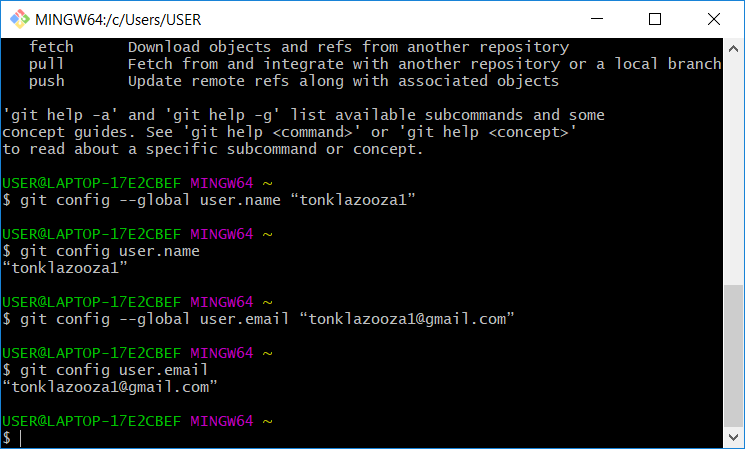 MINGW64:/c/Users/USER
fetch Download objects and refs from another repository
pull Fetch from and integrate with another repository or a local branch
push Update remote refs along with associated objects
'git help -a' and 'git help -g' list available subcommands and some
concept guides. See 'git help <command>' or 'git help <concept>'
to read about a specific subcommand or concept.
USER@LAPTOP-17E2CBEF MINGW64 ~
$ git config --global user.name “tonklazooza1”
USER@LAPTOP-17E2CBEF MINGW64 ~
$ git config user.name
“tonklazooza1”
USER@LAPTOP-17E2CBEF MINGW64 ~
$ git config --global user.email “tonklazooza1@gmail.com”
USER@LAPTOP-17E2CBEF MINGW64 ~
$ git config user.email
“tonklazooza1@gmail.com”
USER@LAPTOP-17E2CBEF MINGW64 ~
$